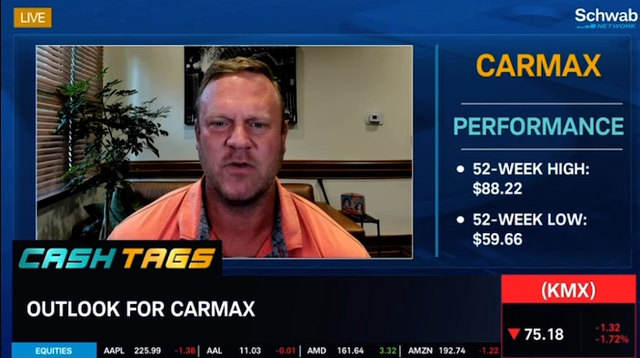 LIVE
Schwab
NETWORK
CARMAX
PERFORMANCE
• 52-WEEK HIGH:
$88.22
• 52-WEEK LOW:
$59.66
CASH TAGS
OUTLOOK FOR CARMAX
(KMX)
▼ 75.18
-1.32
-1.72%
EQUITIES AAPL 225.99 -1.38 AAL 11.03 -0.01 AMD 161.64 3.32 AMZN 192.74 -1.22